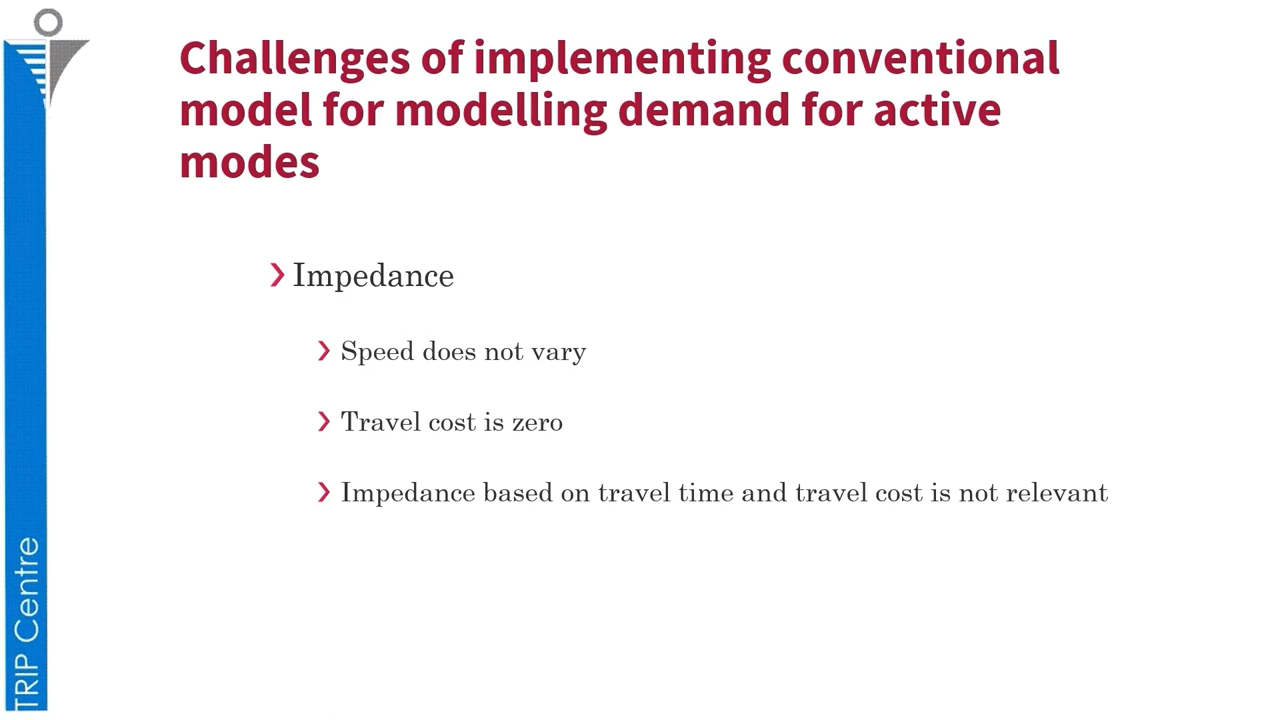 Challenges of implementing conventional
model for modelling demand for active
modes
Impedance
Speed does not vary
Travel cost is zero
Impedance based on travel time and travel cost is not relevant
TRIP Centre